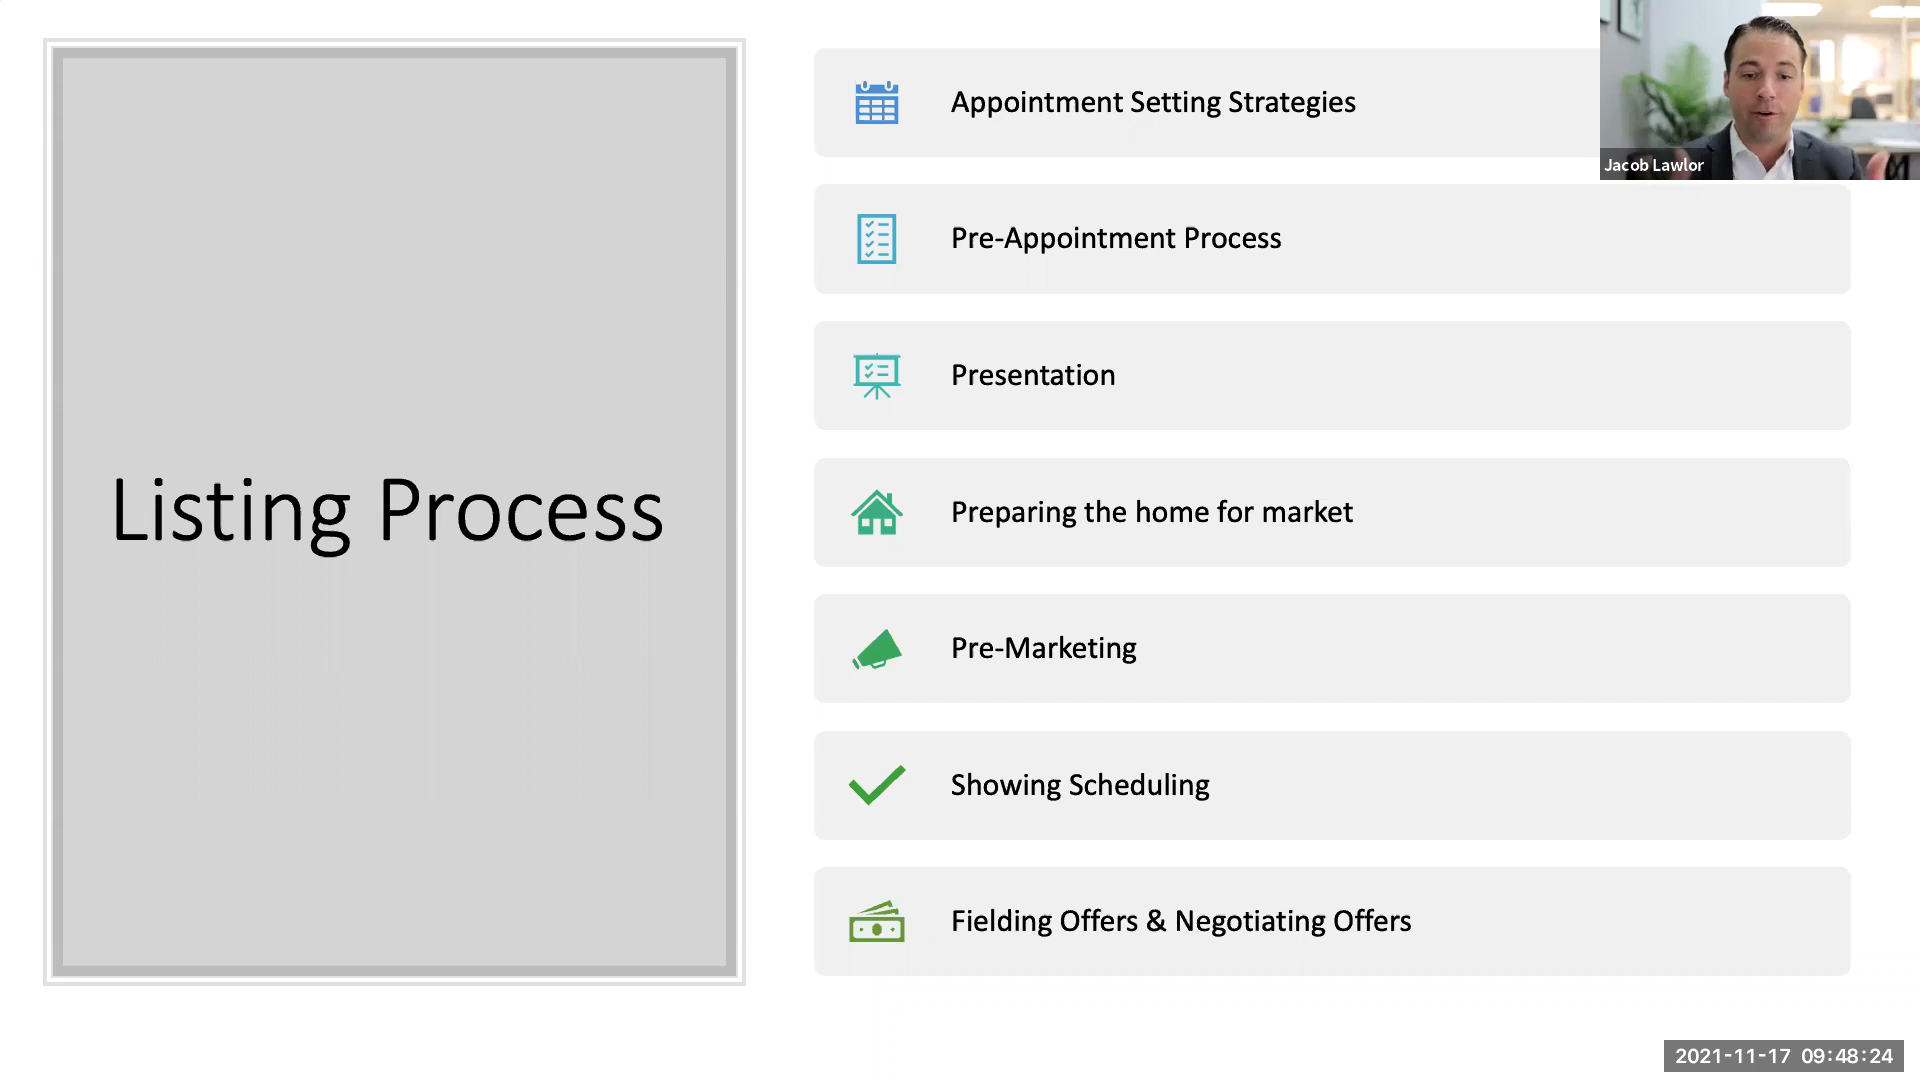 Listing Process
Appointment Setting Strategies
Pre-Appointment Process
Presentation
Preparing the home for market
Pre-Marketing
Showing Scheduling
Fielding Offers & Negotiating Offers
Jacob Lawlor
2021-11-17 09:48:24